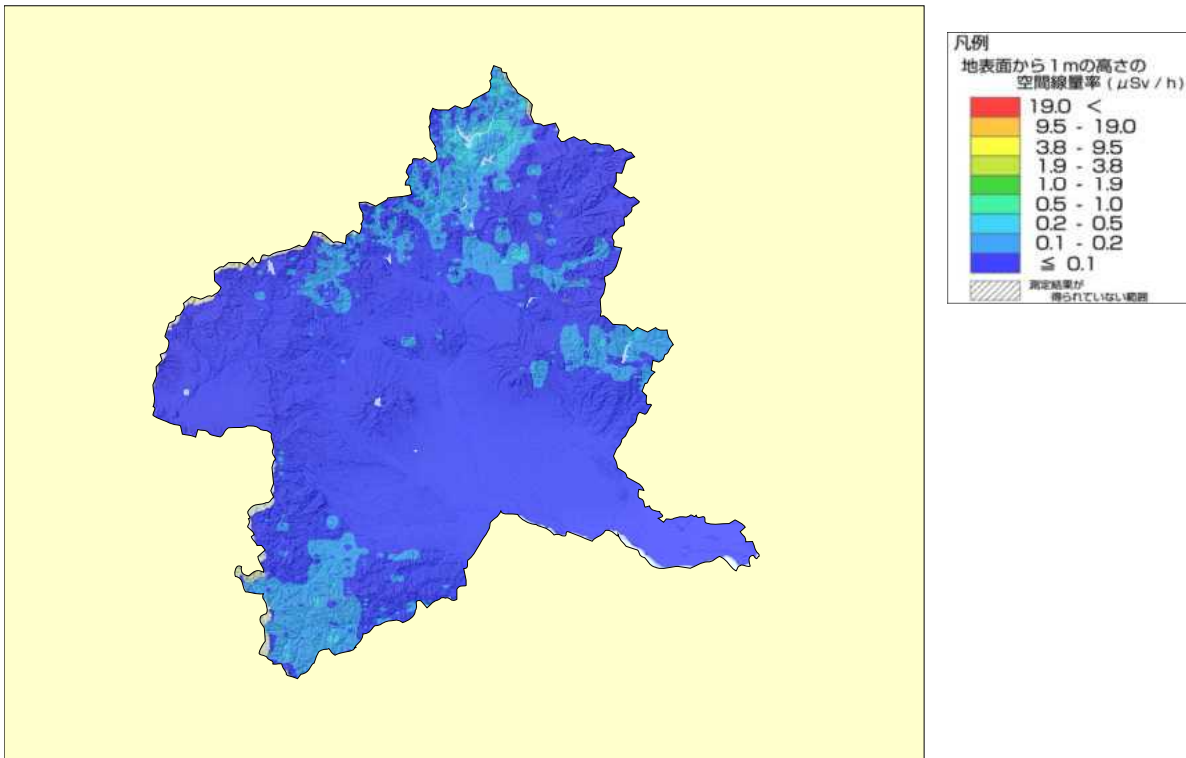 凡例
地表面から1mの高さの
空間線量率 (μSv / h)
19.0 <
9.5 - 19.0
3.8 - 9.5
1.9 - 3.8
1.0 - 1.9
0.5 - 1.0
0.2 - 0.5
0.1 - 0.2
≦ 0.1
測定結果が
得られていない範囲